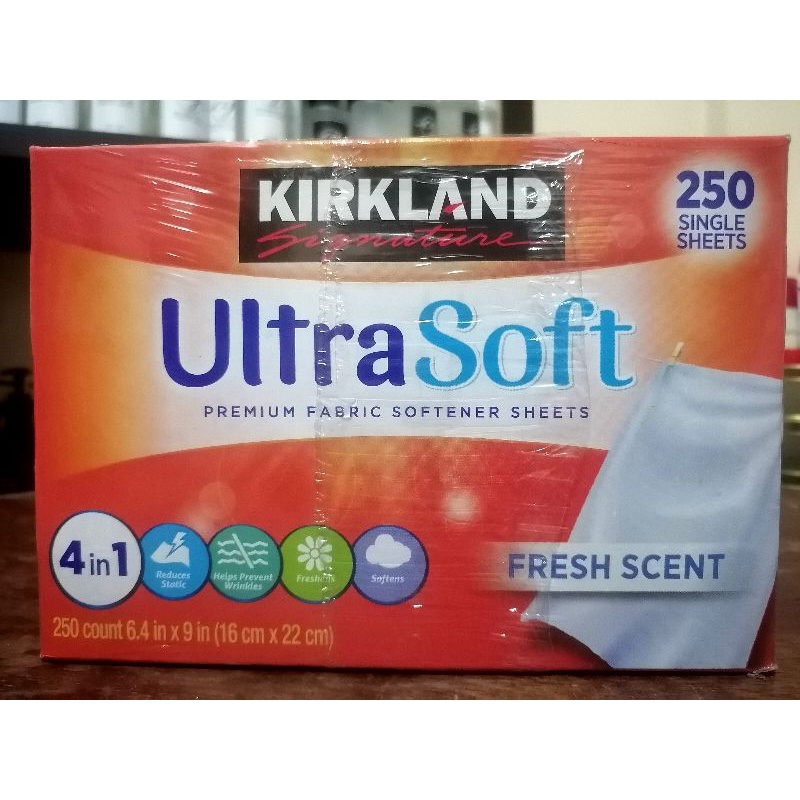 KIRKLAND
Signature
250
SINGLE
SHEETS
UltraSoft
PREMIUM FABRIC SOFTENER SHEETS
4 in 1
Reduces
Static
Helps Prevent
Wrinkles
Freshens
Softens
FRESH SCENT
250 count 6.4 in x 9 in (16 cm x 22 cm)